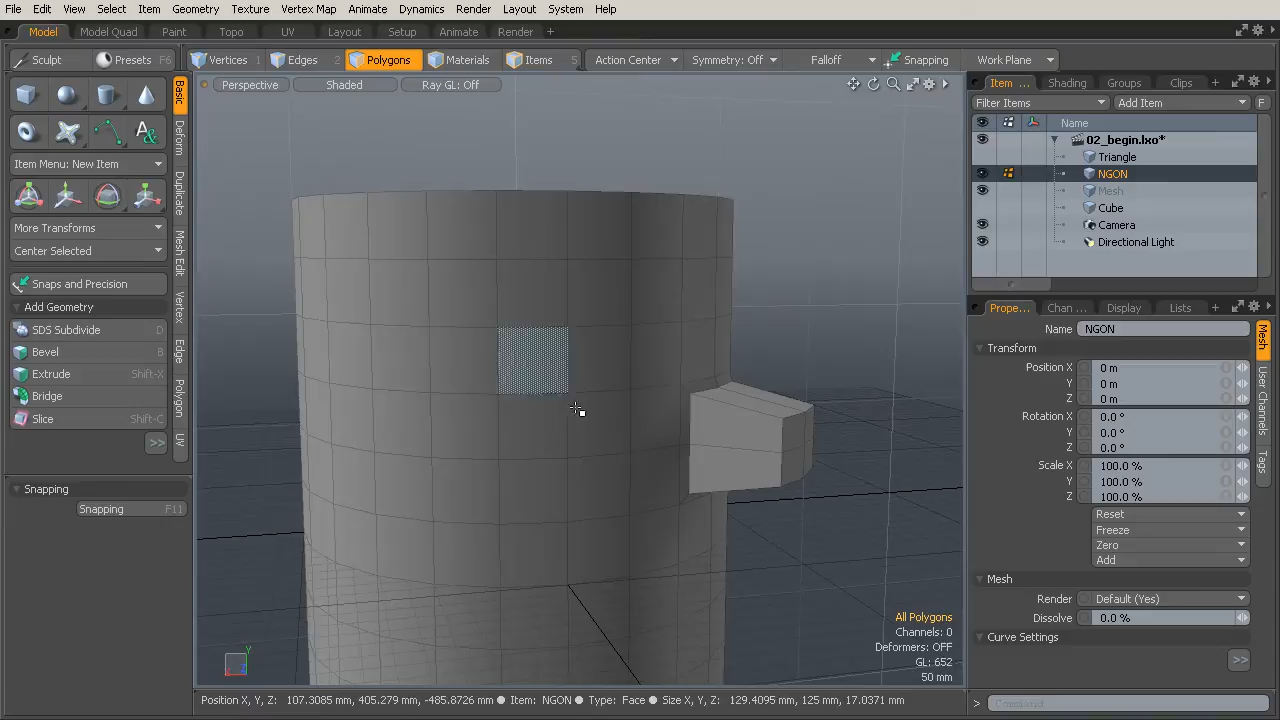 File Edit View Select Item Geometry Texture Vertex Map Animate Dynamics Render Layout System Help
Model Model Quad Paint Topo UV Layout Setup Animate Render +
Sculpt Presets F6 Vertices 1 Edges 2 Polygons Materials Items 5 Action Center Symmetry: Off Falloff Snapping Work Plane
Perspective Shaded Ray GL: Off
Item ... Shading Groups Clips +
Filter Items Add Item F
Name
02_begin.lxo*
Triangle
NGON
Mesh
Cube
Camera
Directional Light
Basic
Deform
Duplicate
Mesh Edit
Vertex
Edge
Polygon
UV
Item Menu: New Item
More Transforms
Center Selected
Snaps and Precision
Add Geometry
SDS Subdivide D
Bevel B
Extrude Shift-X
Bridge
Slice Shift-C
>>
Snapping
Snapping F11
Prope... Chan ... Display Lists +
Name NGON
Transform
Position X 0 m
Y 0 m
Z 0 m
Rotation X 0.0 °
Y 0.0 °
Z 0.0 °
Scale X 100.0 %
Y 100.0 %
Z 100.0 %
Reset
Freeze
Zero
Add
Mesh
Render Default (Yes)
Dissolve 0.0 %
Curve Settings
>>
Mesh
User Channels
Tags
All Polygons
Channels: 0
Deformers: OFF
GL: 652
50 mm
Y
X
Z
Position X, Y, Z: 107.3085 mm, 405.279 mm, -485.8726 mm Item: NGON Type: Face Size X, Y, Z: 129.4095 mm, 125 mm, 17.0371 mm
> Command